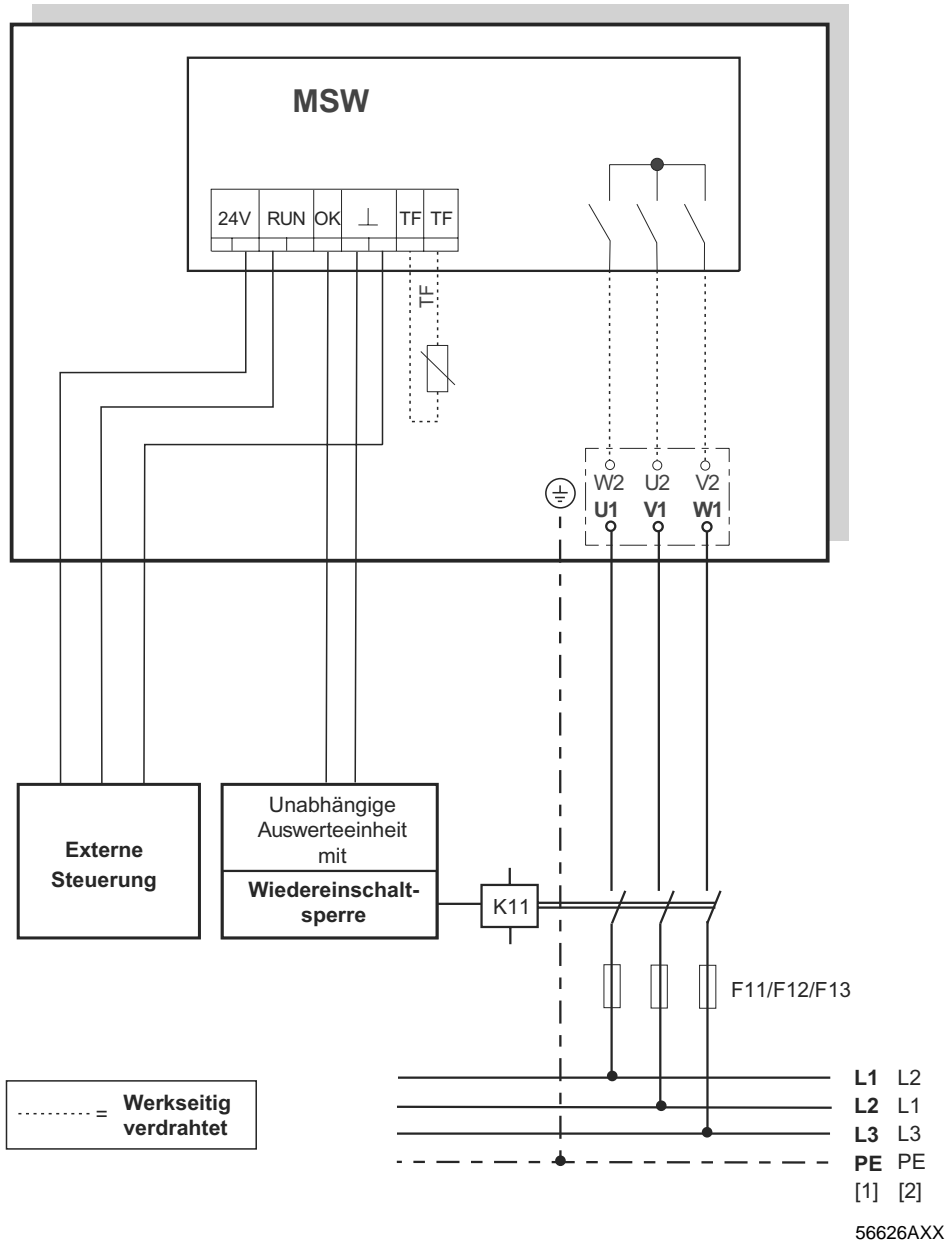 MSW
24V RUN OK ⊥ TF TF
TF
W2 U2 V2
U1 V1 W1
Externe
Steuerung
Unabhängige
Auswerteeinheit
mit
Wiedereinschalt-
sperre
K11
F11/F12/F13
L1 L2
L2 L1
L3 L3
PE PE
[1] [2]
= Werkseitig
verdrahtet
56626AXX